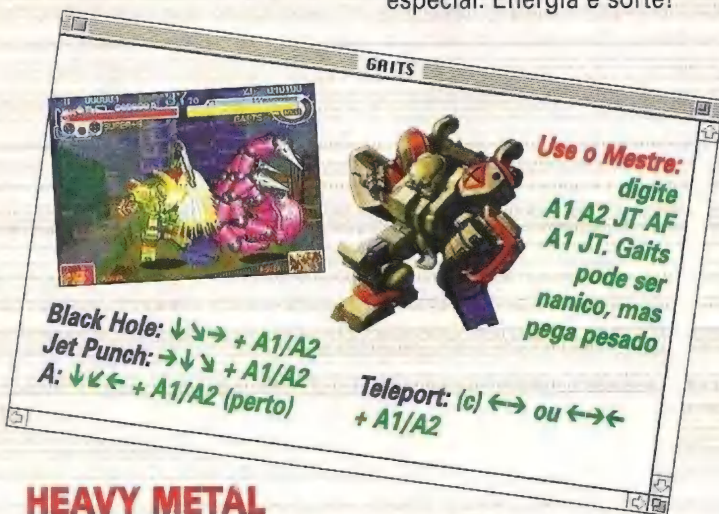 especial. Energia e sorte!
GAITS
Use o Mestre:
digite
A1 A2 JT AF
A1 JT. Gaits
pode ser
nanico, mas
pega pesado
Black Hole: ↓↘→ + A1/A2
Jet Punch: →↓↘ + A1/A2
A: ↓↙← + A1/A2 (perto)
Teleport: (c) ←→ ou ←→←
+ A1/A2
HEAVY METAL